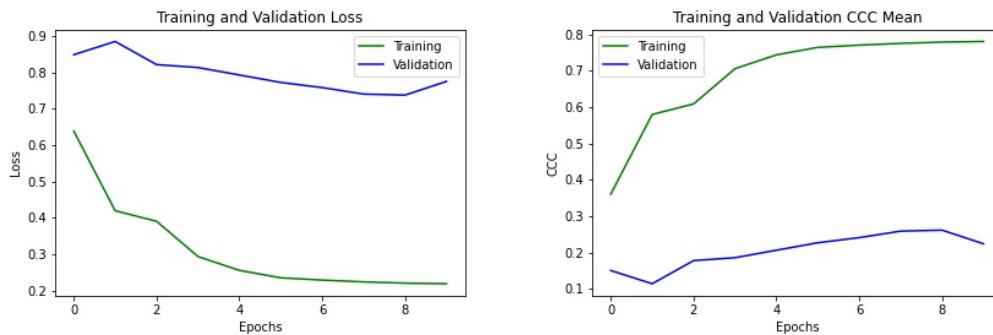 Training and Validation Loss
0.9
0.8
0.7
0.6
0.5
0.4
0.3
0.2
Loss
Training
Validation
0
2
4
6
8
Epochs
Training and Validation CCC Mean
0.8
0.7
0.6
0.5
0.4
0.3
0.2
0.1
CCC
Training
Validation
0
2
4
6
8
Epochs